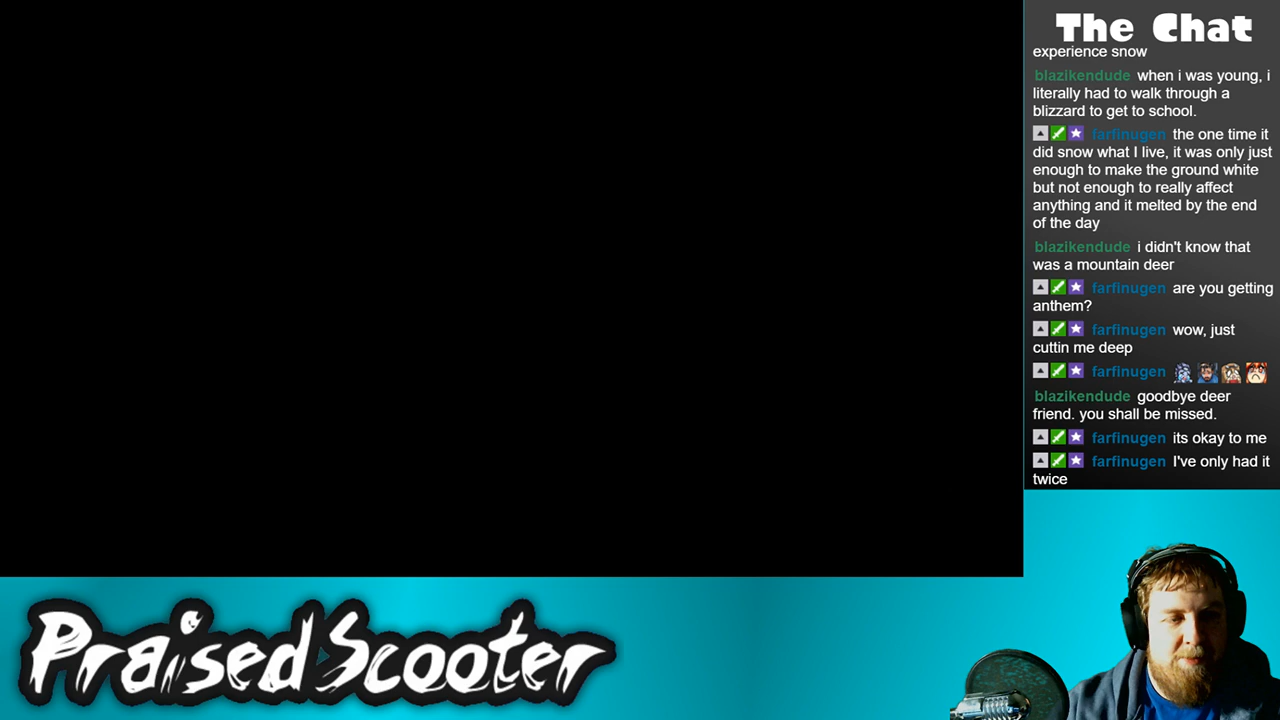 The Chat
experience snow
blazikendude when i was young, i
literally had to walk through a
blizzard to get to school.
farfinugen the one time it
did snow what I live, it was only just
enough to make the ground white
but not enough to really affect
anything and it melted by the end
of the day
blazikendude i didn't know that
was a mountain deer
farfinugen are you getting
anthem?
farfinugen wow, just
cuttin me deep
farfinugen
blazikendude goodbye deer
friend. you shall be missed.
farfinugen its okay to me
farfinugen I've only had it
twice
PraisedScooter